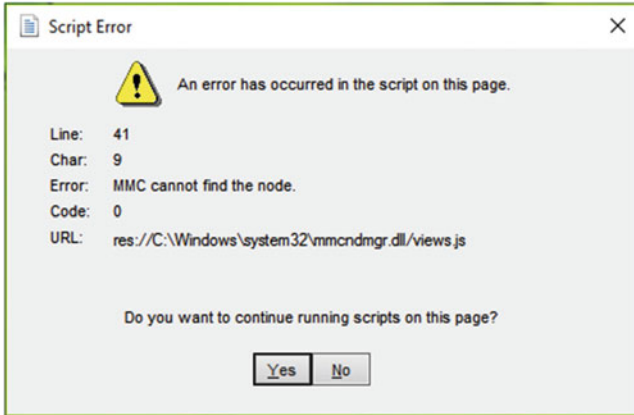 Script Error
An error has occurred in the script on this page.
Line: 41
Char: 9
Error: MMC cannot find the node.
Code: 0
URL: res://C:\Windows\system32\mmcndmgr.dll/views.js
Do you want to continue running scripts on this page?
Yes No